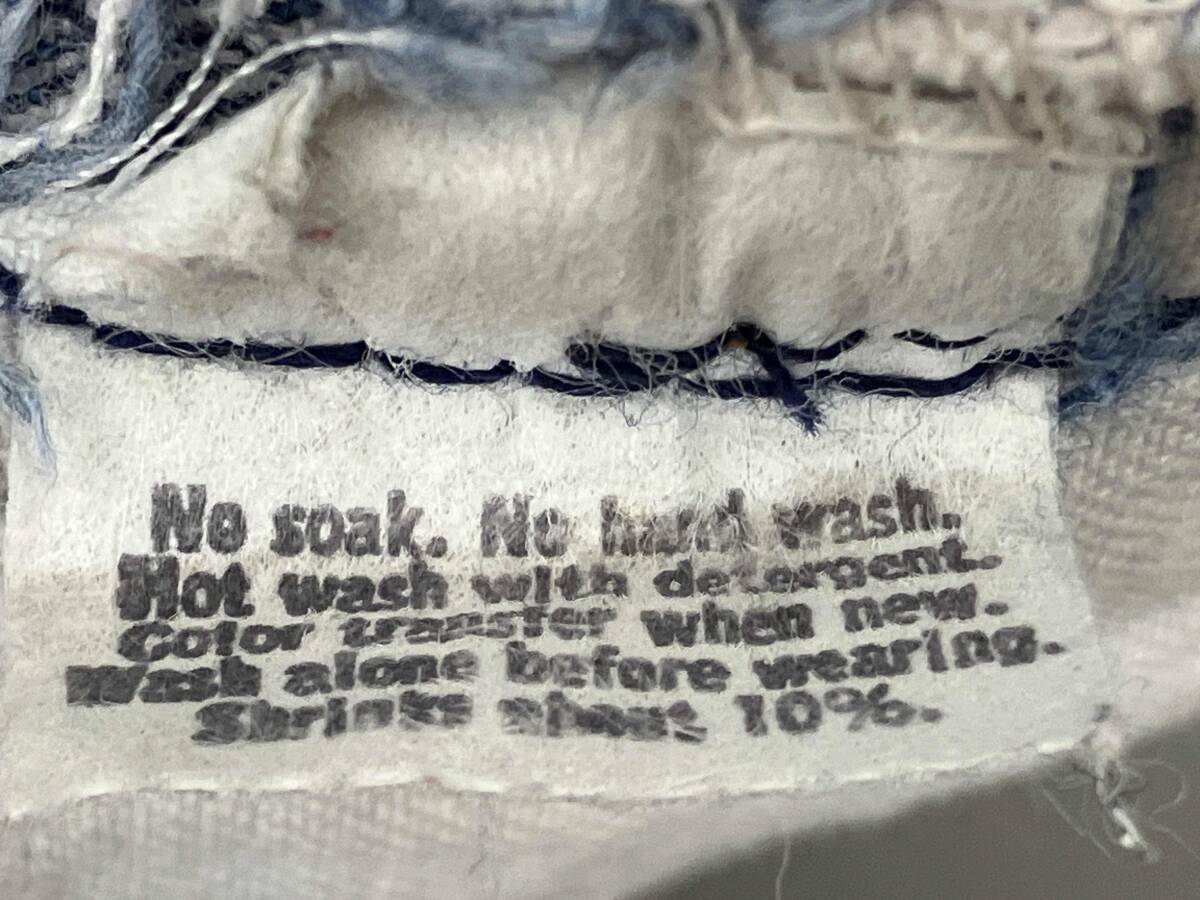 No soak. No hand wash.
Hot wash with detergent.
Color transfer when new.
Wash alone before wearing.
Shrinks about 10%.